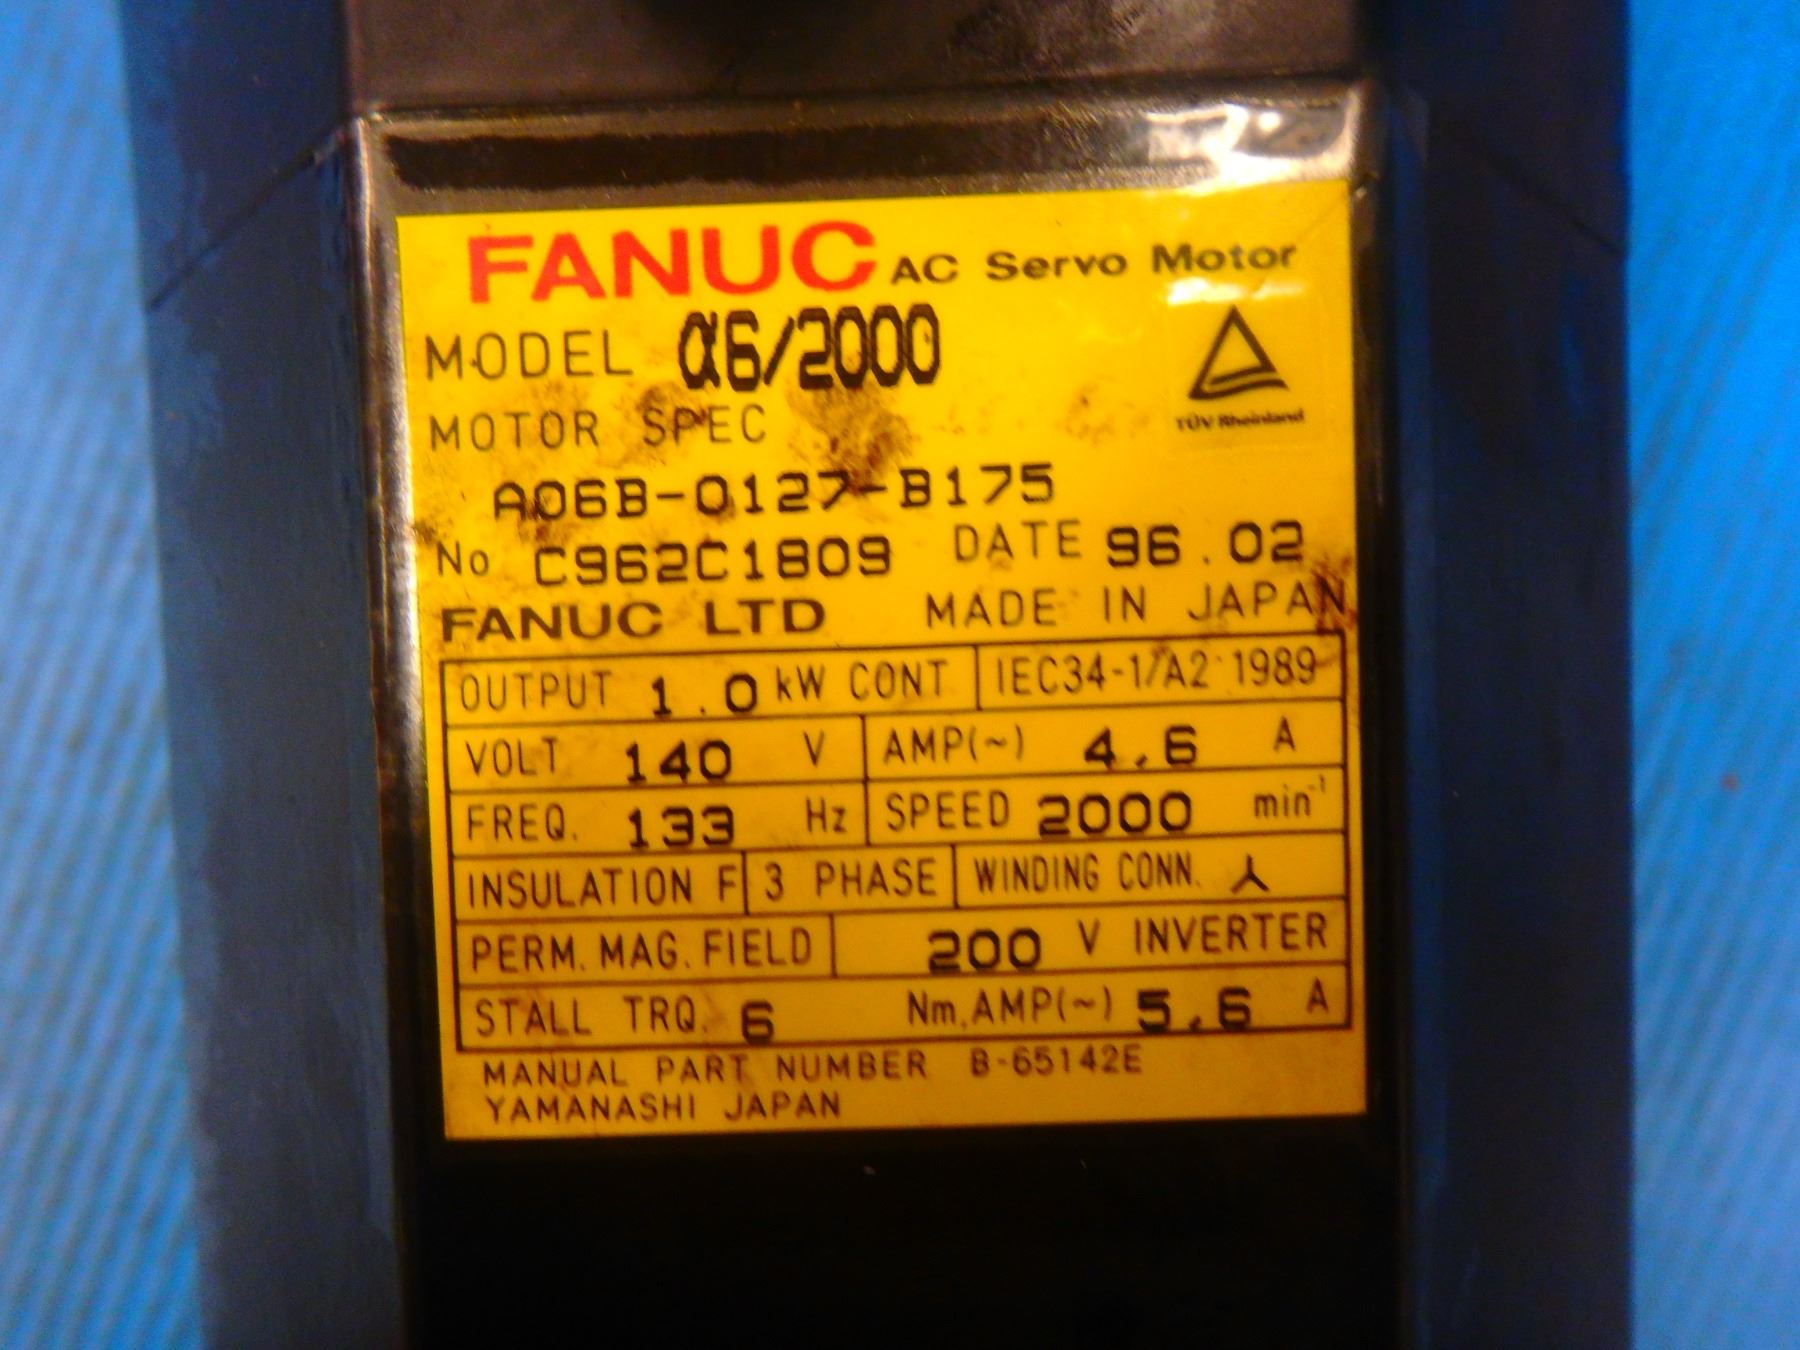 FANUC AC Servo Motor
MODEL α6/2000
TÜV Rheinland
MOTOR SPEC
A06B-0127-B175
No C962C1809 DATE 96.02
FANUC LTD MADE IN JAPAN
OUTPUT 1.0 kW CONT IEC34-1/A2 1989
VOLT 140 V AMP(~) 4.6 A
FREQ. 133 Hz SPEED 2000 min⁻¹
INSULATION F 3 PHASE WINDING CONN. ⅄
PERM. MAG. FIELD 200 V INVERTER
STALL TRQ. 6 Nm, AMP(~) 5.6 A
MANUAL PART NUMBER B-65142E
YAMANASHI JAPAN